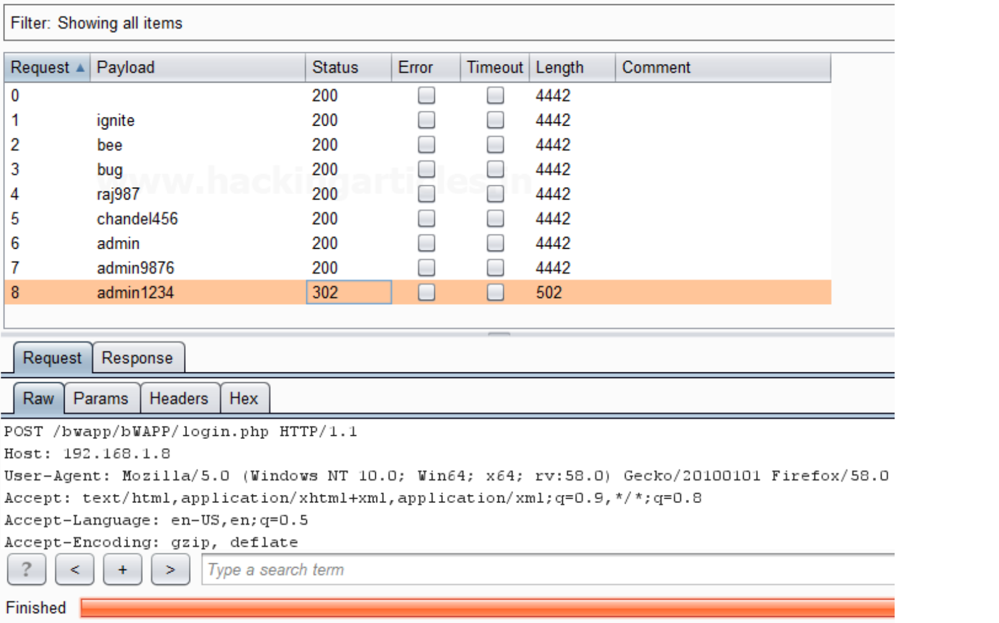 Filter: Showing all items
Request Payload Status Error Timeout Length Comment
0 200 4442
1 ignite 200 4442
2 bee 200 4442
3 bug 200 4442
www.hackingarticles.in
4 raj987 200 4442
5 chandel456 200 4442
6 admin 200 4442
7 admin9876 200 4442
8 admin1234 302 502
Request Response
Raw Params Headers Hex
POST /bwapp/bWAPP/login.php HTTP/1.1
Host: 192.168.1.8
User-Agent: Mozilla/5.0 (Windows NT 10.0; Win64; x64; rv:58.0) Gecko/20100101 Firefox/58.0
Accept: text/html,application/xhtml+xml,application/xml;q=0.9,*/*;q=0.8
Accept-Language: en-US,en;q=0.5
Accept-Encoding: gzip, deflate
? < + > Type a search term
Finished